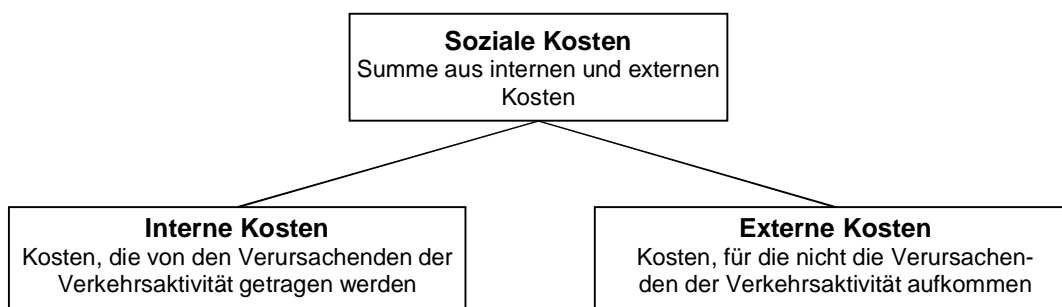 Soziale Kosten
Summe aus internen und externen
Kosten
Interne Kosten
Kosten, die von den Verursachenden der
Verkehrsaktivität getragen werden
Externe Kosten
Kosten, für die nicht die Verursachen-
den der Verkehrsaktivität aufkommen